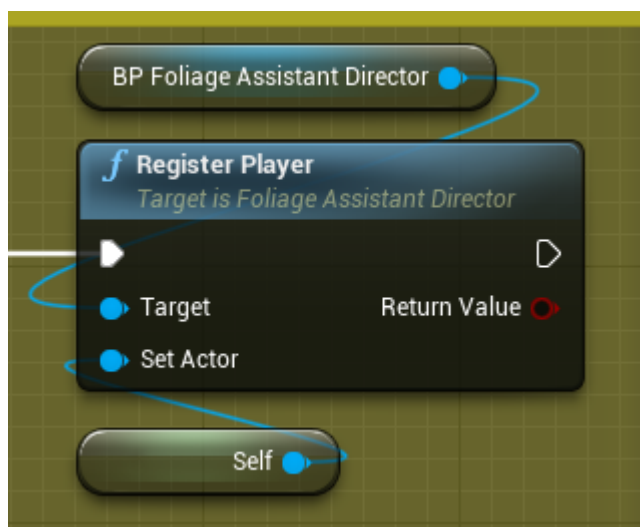 BP Foliage Assistant Director
f Register Player
Target is Foliage Assistant Director
Target
Return Value
Set Actor
Self